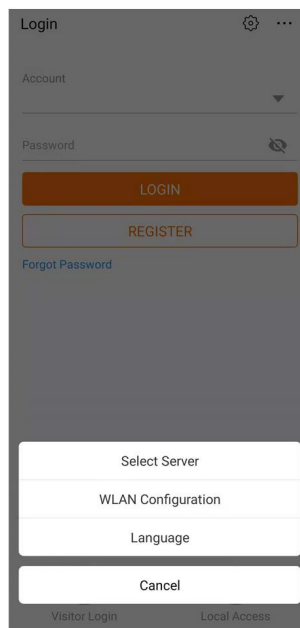 Login
Account
Password
LOGIN
REGISTER
Forgot Password
Select Server
WLAN Configuration
Language
Cancel
Visitor Login Local Access